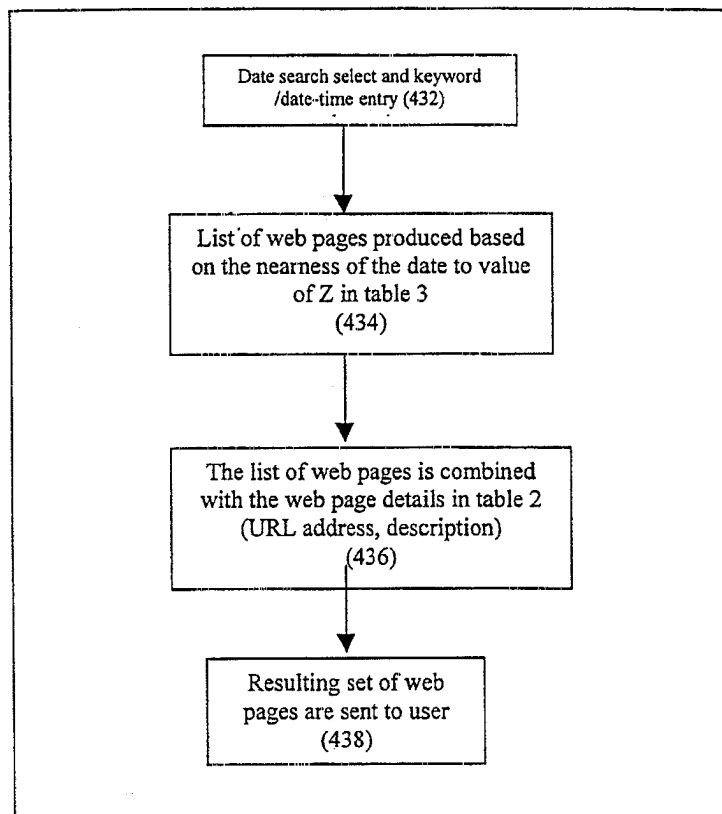 Date search select and keyword
/date-time entry (432)
List of web pages produced based
on the nearness of the date to value
of Z in table 3
(434)
The list of web pages is combined
with the web page details in table 2
(URL address, description)
(436)
Resulting set of web
pages are sent to user
(438)